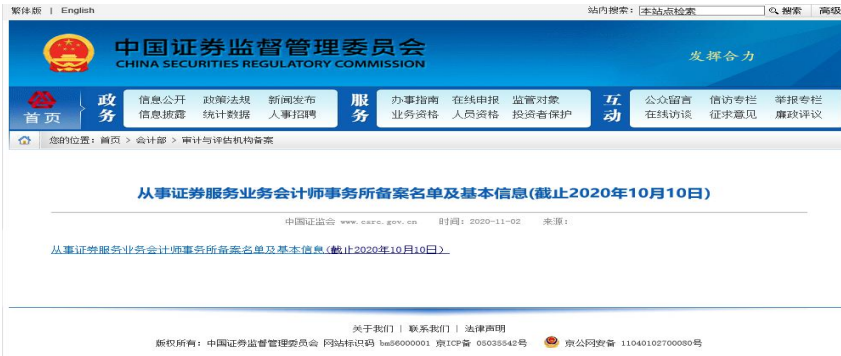 繁体版 | English 站内搜索： 本站点检索 搜索 高级
中国证券监督管理委员会
CHINA SECURITIES REGULATORY COMMISSION
发挥合力
首页 政务 信息公开 政策法规 新闻发布 服务 办事指南 在线申报 监管对象 互动 公众留言 信访专栏 举报专栏
信息披露 统计数据 人事招聘 业务资格 人员资格 投资者保护 在线访谈 征求意见 廉政评议
您的位置：首页 > 会计部 > 审计与评估机构备案
从事证券服务业务会计师事务所备案名单及基本信息(截止2020年10月10日)
中国证监会 www.csrc.gov.cn 时间：2020-11-02 来源：
从事证券服务业务会计师事务所备案名单及基本信息(截止2020年10月10日）
关于我们 | 联系我们 | 法律声明
版权所有：中国证券监督管理委员会 网站标识码 bm56000001 京ICP备 05035542号 京公网安备 11040102700080号